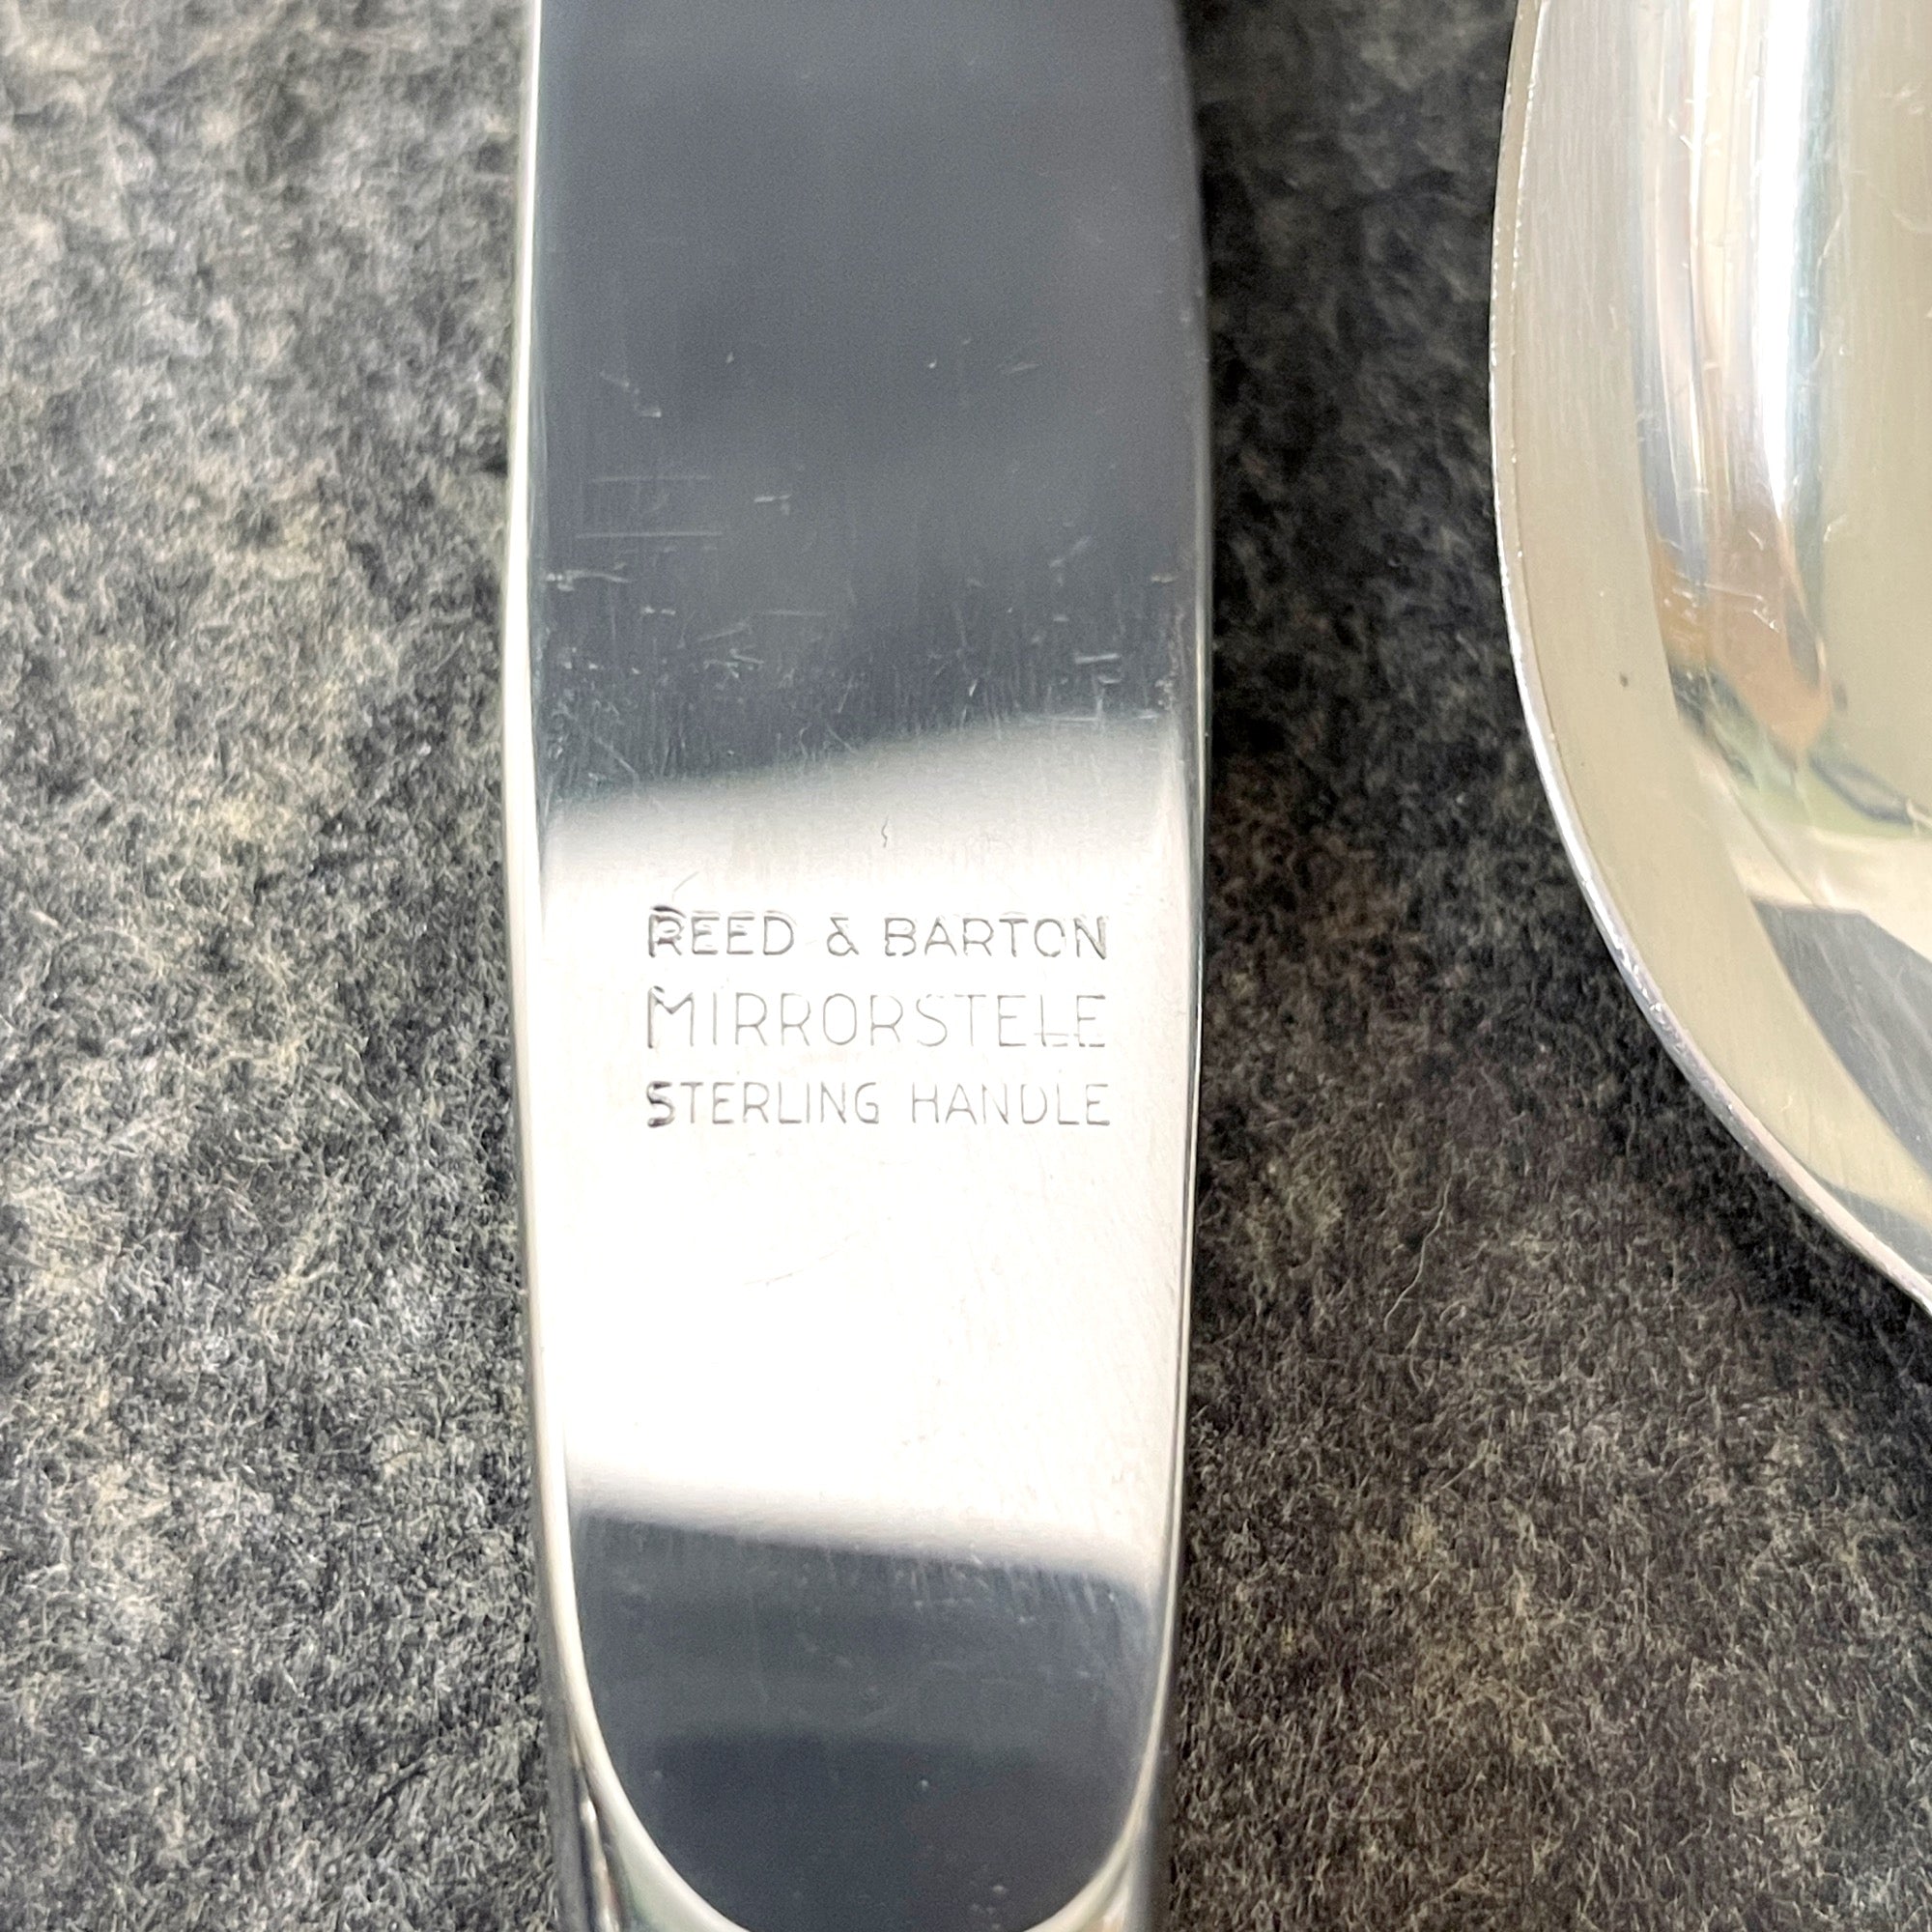 REED & BARTON
MIRRORSTELE
STERLING HANDLE